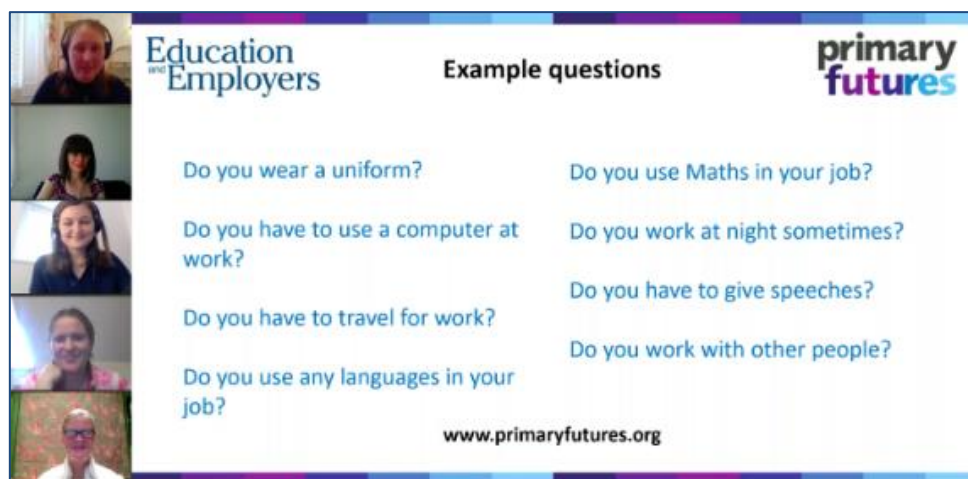 Education
and Employers
Example questions
primary
futures
Do you wear a uniform?
Do you have to use a computer at
work?
Do you have to travel for work?
Do you use any languages in your
job?
Do you use Maths in your job?
Do you work at night sometimes?
Do you have to give speeches?
Do you work with other people?
www.primaryfutures.org